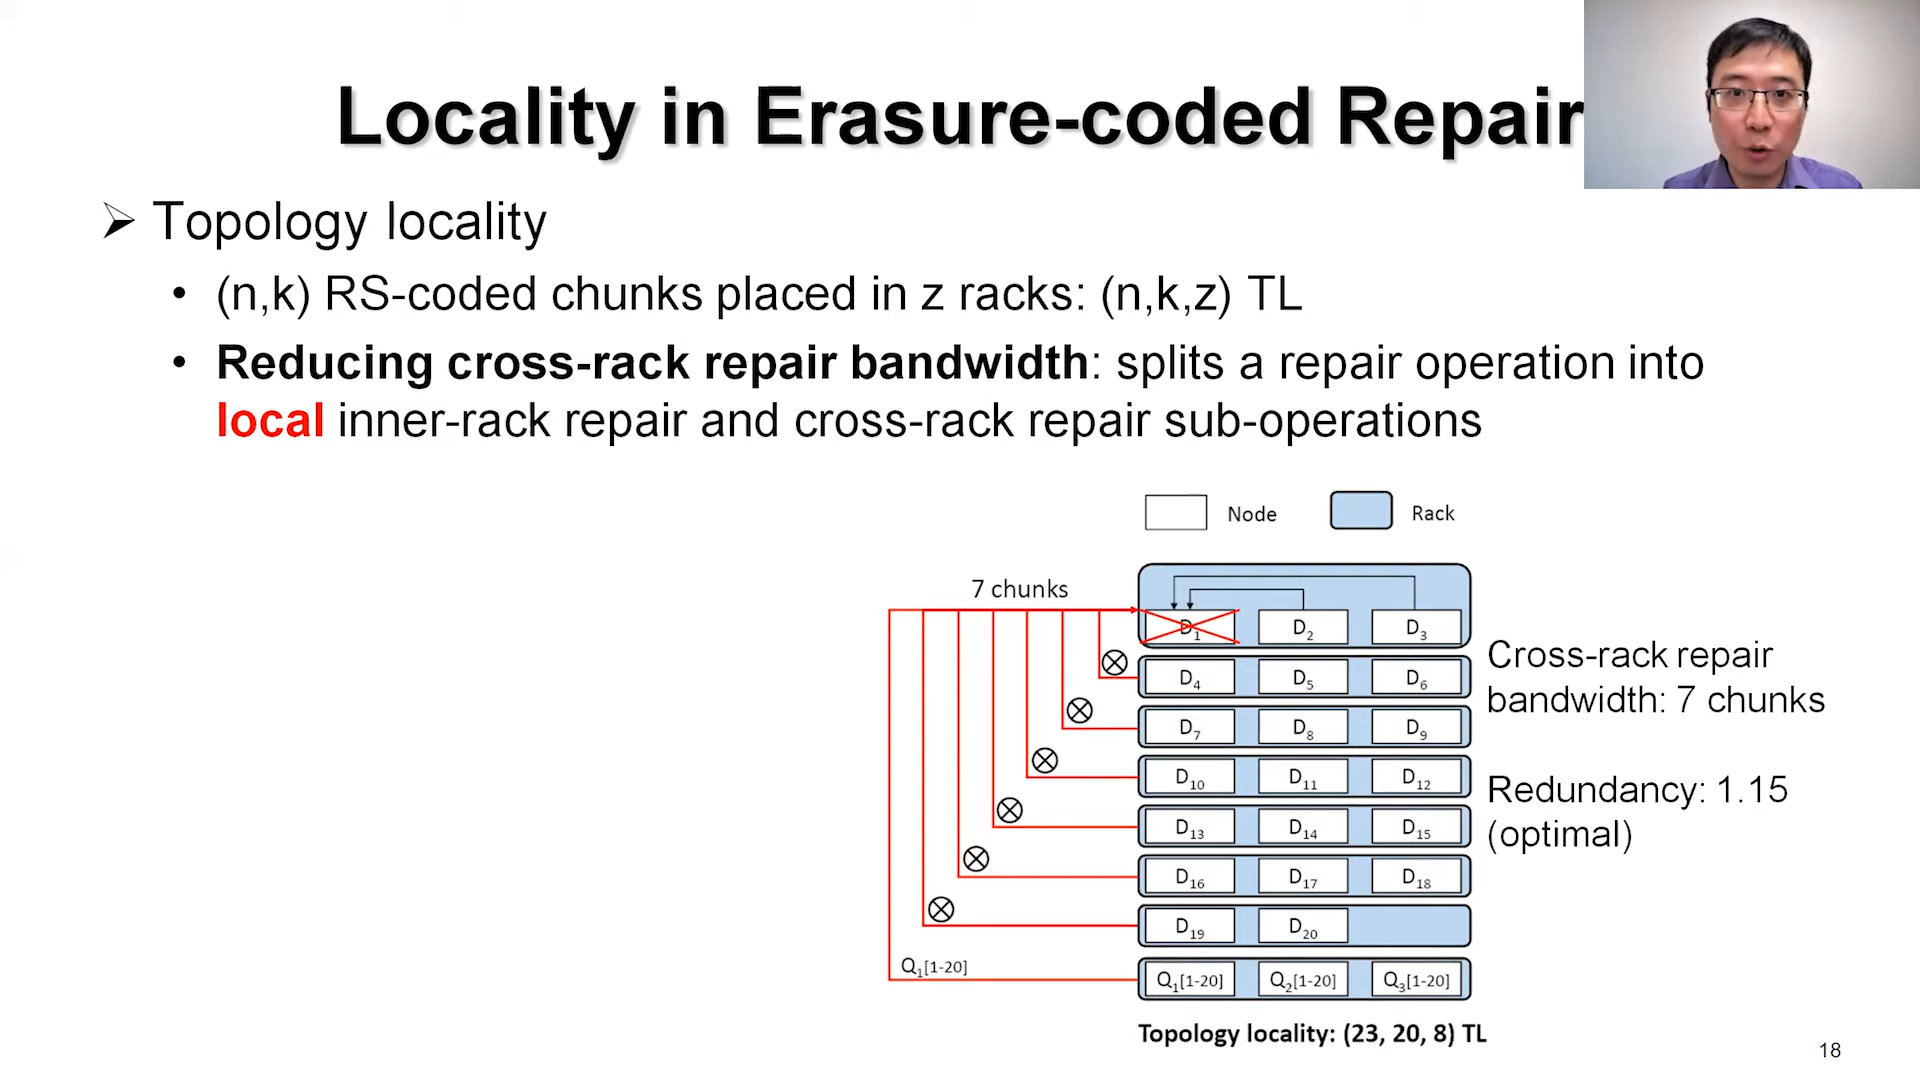 Locality in Erasure-coded Repair
➢ Topology locality
• (n,k) RS-coded chunks placed in z racks: (n,k,z) TL
• Reducing cross-rack repair bandwidth: splits a repair operation into
local inner-rack repair and cross-rack repair sub-operations
Node Rack
7 chunks
D1 D2 D3
D4 D5 D6
D7 D8 D9
D10 D11 D12
D13 D14 D15
D16 D17 D18
D19 D20
Q1[1-20]
Q1[1-20] Q2[1-20] Q3[1-20]
Cross-rack repair
bandwidth: 7 chunks
Redundancy: 1.15
(optimal)
Topology locality: (23, 20, 8) TL
18